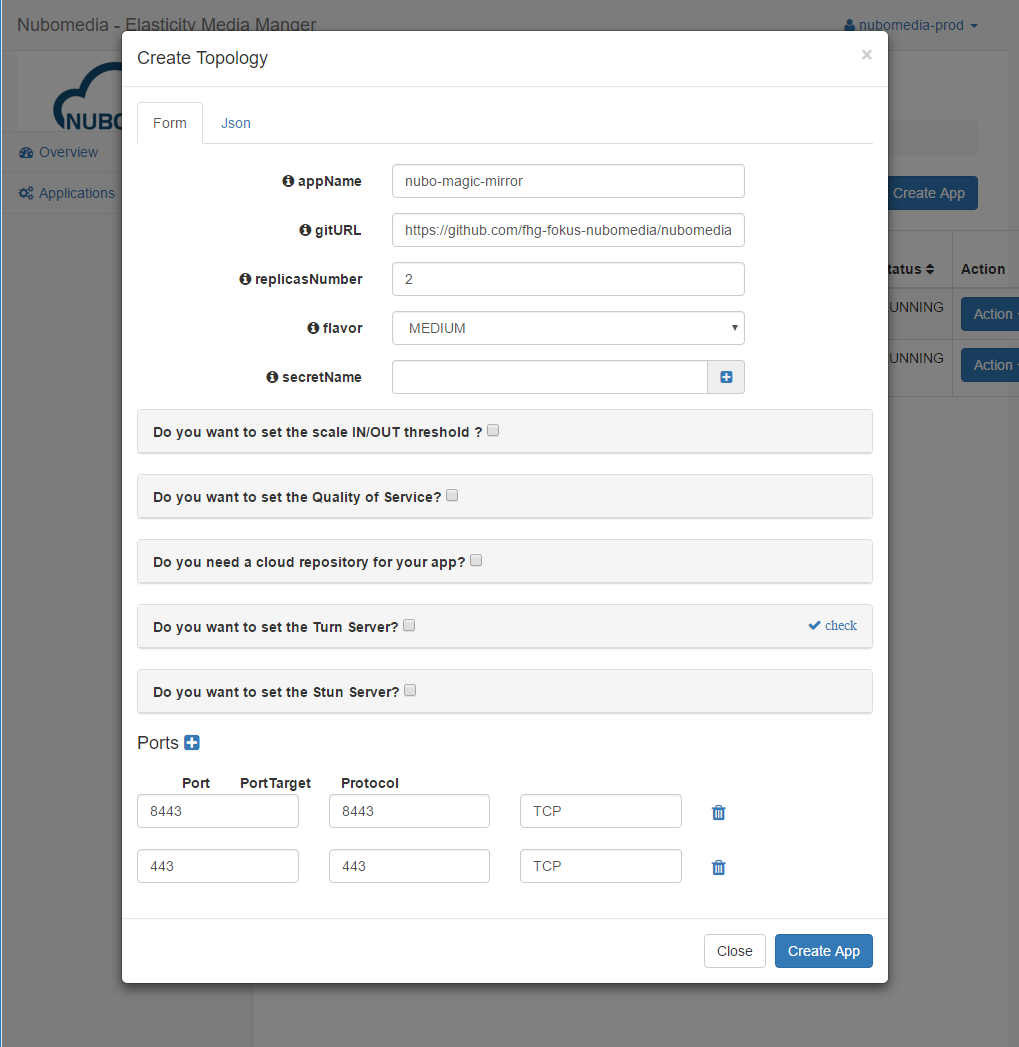 Nubomedia - Elasticity Media Manger
nubomedia-prod
Create Topology
×
NUBO
Form Json
Overview
Applications
appName nubo-magic-mirror
Create App
gitURL https://github.com/fhg-fokus-nubomedia/nubomedia
tatus Action
replicasNumber 2
UNNING Action
flavor MEDIUM
UNNING Action
secretName
Do you want to set the scale IN/OUT threshold ?
Do you want to set the Quality of Service?
Do you need a cloud repository for your app?
Do you want to set the Turn Server? check
Do you want to set the Stun Server?
Ports
Port PortTarget Protocol
8443 8443 TCP
443 443 TCP
Close Create App